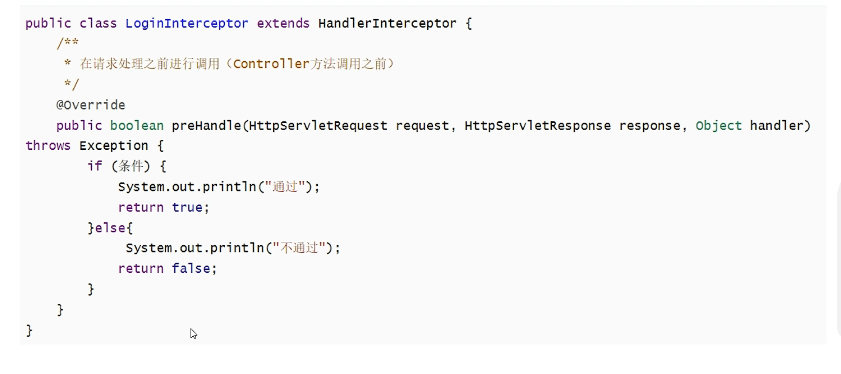 public class LoginInterceptor extends HandlerInterceptor {
/**
* 在请求处理之前进行调用（Controller方法调用之前）
*/
@Override
public boolean preHandle(HttpServletRequest request, HttpServletResponse response, Object handler)
throws Exception {
if (条件) {
System.out.println("通过");
return true;
}else{
System.out.println("不通过");
return false;
}
}
}